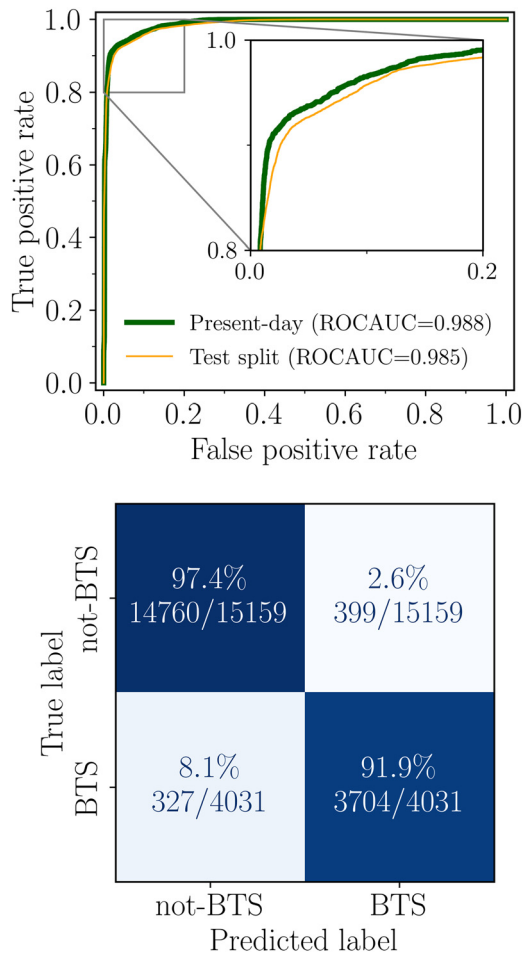 1.0
0.8
0.6
0.4
0.2
0.0
True positive rate
1.0
0.8
0.0
0.2
Present-day (ROCAUC=0.988)
Test split (ROCAUC=0.985)
0.0 0.2 0.4 0.6 0.8 1.0
False positive rate
True label
not-BTS
BTS
97.4%
14760/15159
2.6%
399/15159
8.1%
327/4031
91.9%
3704/4031
not-BTS BTS
Predicted label